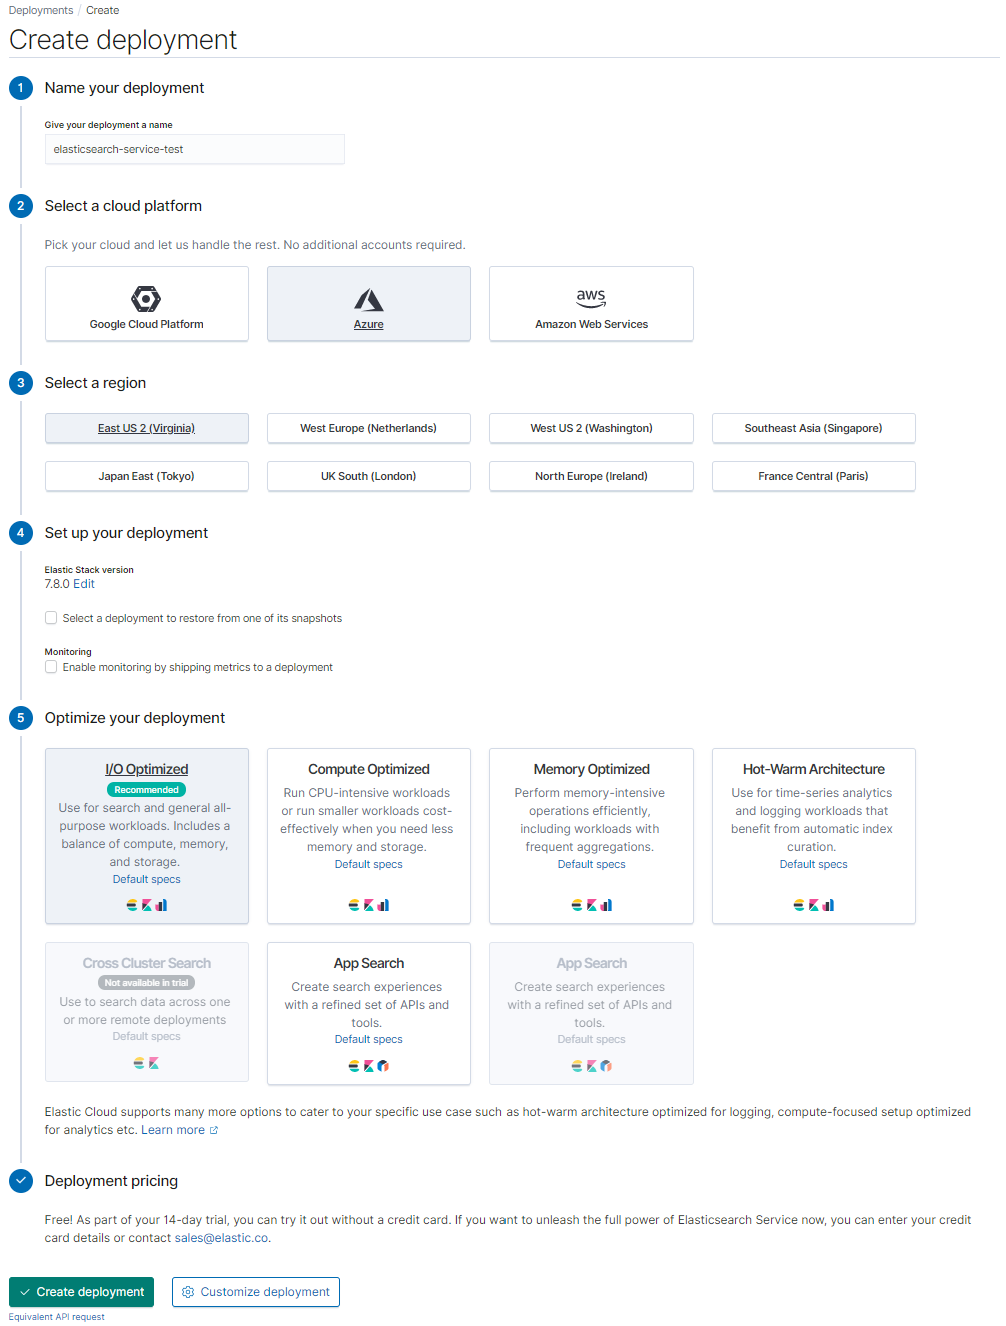 Deployments / Create
Create deployment
1 Name your deployment
Give your deployment a name
elasticsearch-service-test
2 Select a cloud platform
Pick your cloud and let us handle the rest. No additional accounts required.
Google Cloud Platform
Azure
aws
Amazon Web Services
3 Select a region
East US 2 (Virginia)
West Europe (Netherlands)
West US 2 (Washington)
Southeast Asia (Singapore)
Japan East (Tokyo)
UK South (London)
North Europe (Ireland)
France Central (Paris)
4 Set up your deployment
Elastic Stack version
7.8.0 Edit
Select a deployment to restore from one of its snapshots
Monitoring
Enable monitoring by shipping metrics to a deployment
5 Optimize your deployment
I/O Optimized
Recommended
Use for search and general all-
purpose workloads. Includes a
balance of compute, memory,
and storage.
Default specs
Compute Optimized
Run CPU-intensive workloads
or run smaller workloads cost-
effectively when you need less
memory and storage.
Default specs
Memory Optimized
Perform memory-intensive
operations efficiently,
including workloads with
frequent aggregations.
Default specs
Hot-Warm Architecture
Use for time-series analytics
and logging workloads that
benefit from automatic index
curation.
Default specs
Cross Cluster Search
Not available in trial
Use to search data across one
or more remote deployments
Default specs
App Search
Create search experiences
with a refined set of APIs and
tools.
Default specs
App Search
Create search experiences
with a refined set of APIs and
tools.
Default specs
Elastic Cloud supports many more options to cater to your specific use case such as hot-warm architecture optimized for logging, compute-focused setup optimized
for analytics etc. Learn more
Deployment pricing
Free! As part of your 14-day trial, you can try it out without a credit card. If you want to unleash the full power of Elasticsearch Service now, you can enter your credit
card details or contact sales@elastic.co.
Create deployment
Customize deployment
Equivalent API request